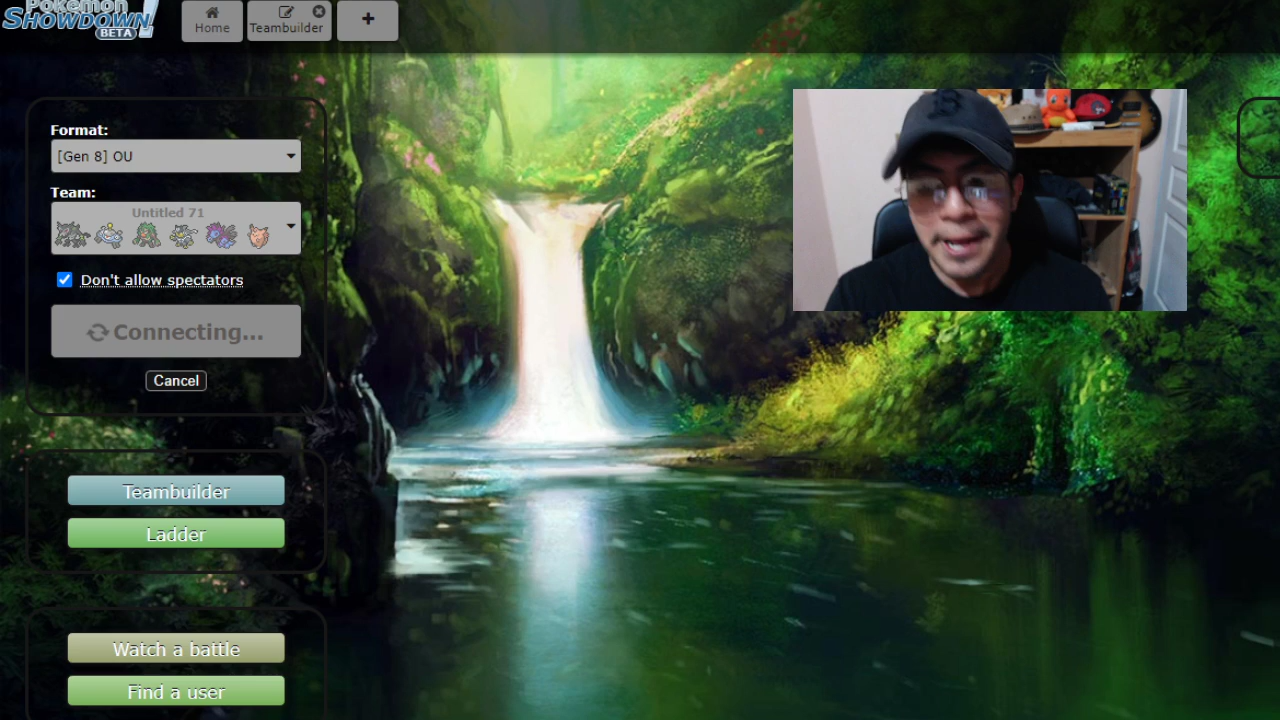 Pokémon
SHOWDOWN!
BETA
Home
Teambuilder
+
Format:
[Gen 8] OU
Team:
Untitled 71
Don't allow spectators
Connecting...
Cancel
Teambuilder
Ladder
Watch a battle
Find a user